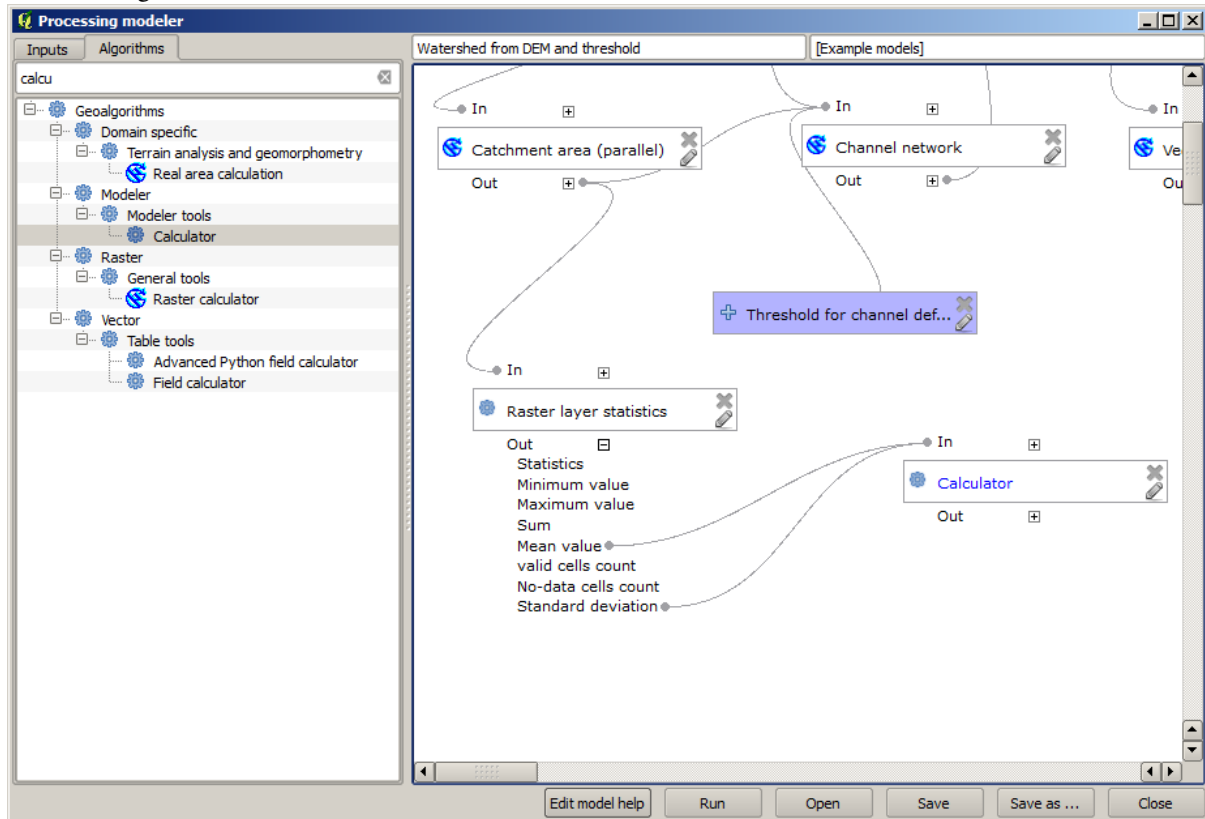 Processing modeler
Inputs Algorithms
calcu
Geoalgorithms
Domain specific
Terrain analysis and geomorphometry
Real area calculation
Modeler
Modeler tools
Calculator
Raster
General tools
Raster calculator
Vector
Table tools
Advanced Python field calculator
Field calculator
Watershed from DEM and threshold [Example models]
In In In
Catchment area (parallel) Channel network Ve
Out Out Ou
Threshold for channel def...
In
Raster layer statistics
Out
Statistics
Minimum value
Maximum value
Sum
Mean value
valid cells count
No-data cells count
Standard deviation
In
Calculator
Out
Edit model help Run Open Save Save as ... Close